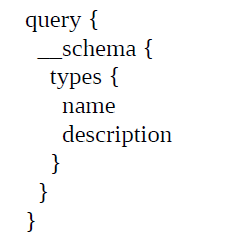 query {
  __schema {
    types {
      name
      description
    }
  }
}